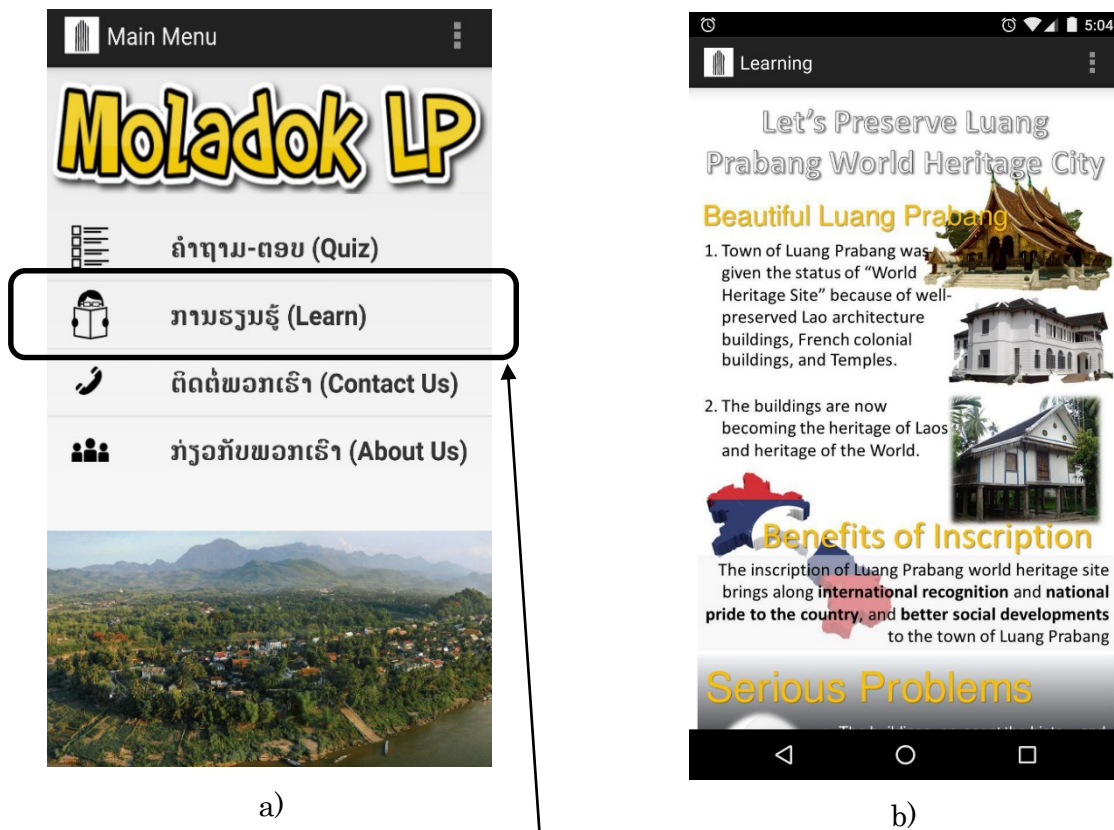 Main Menu
Moladok LP
ຄຳຖາມ-ຕອບ (Quiz)
ການຮຽນຮູ້ (Learn)
ຕິດຕໍ່ພວກເຮົາ (Contact Us)
ກ່ຽວກັບພວກເຮົາ (About Us)
a)
5:04
Learning
Let's Preserve Luang
Prabang World Heritage City
Beautiful Luang Prabang
1. Town of Luang Prabang was
given the status of "World
Heritage Site" because of well-
preserved Lao architecture
buildings, French colonial
buildings, and Temples.
2. The buildings are now
becoming the heritage of Laos
and heritage of the World.
Benefits of Inscription
The inscription of Luang Prabang world heritage site
brings along international recognition and national
pride to the country, and better social developments
to the town of Luang Prabang
Serious Problems
b)